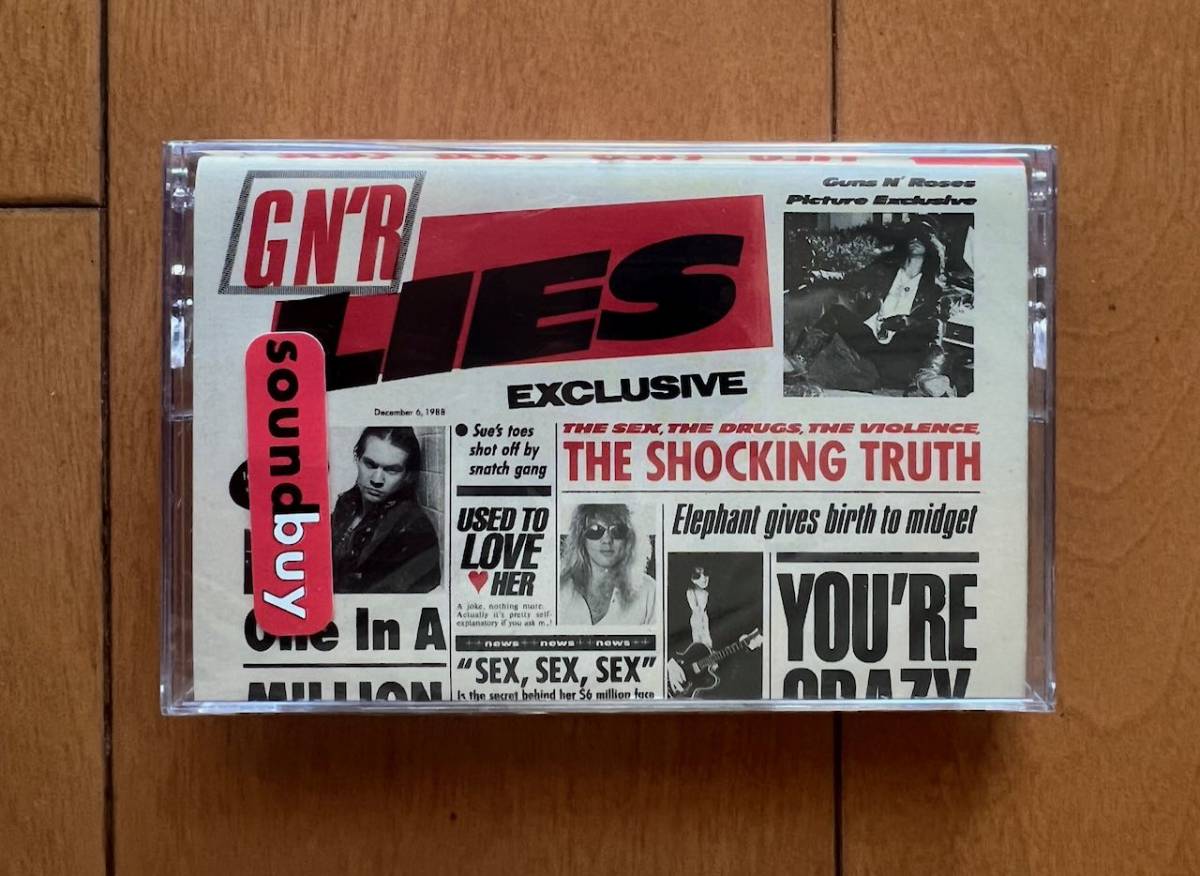 GN'R
LIES
EXCLUSIVE
Guns N' Roses
Picture Exclusive
soundbuy
December 6, 1988
Sue's toes
shot off by
snatch gang
USED TO
LOVE
HER
A joke, nothing more.
Actually it's pretty self-
explanatory if you ask m..!
THE SEX, THE DRUGS, THE VIOLENCE,
THE SHOCKING TRUTH
Elephant gives birth to midget
One In A
MILLION
news news news
"SEX, SEX, SEX"
Is the secret behind her $6 million face
YOU'RE
CRAZY